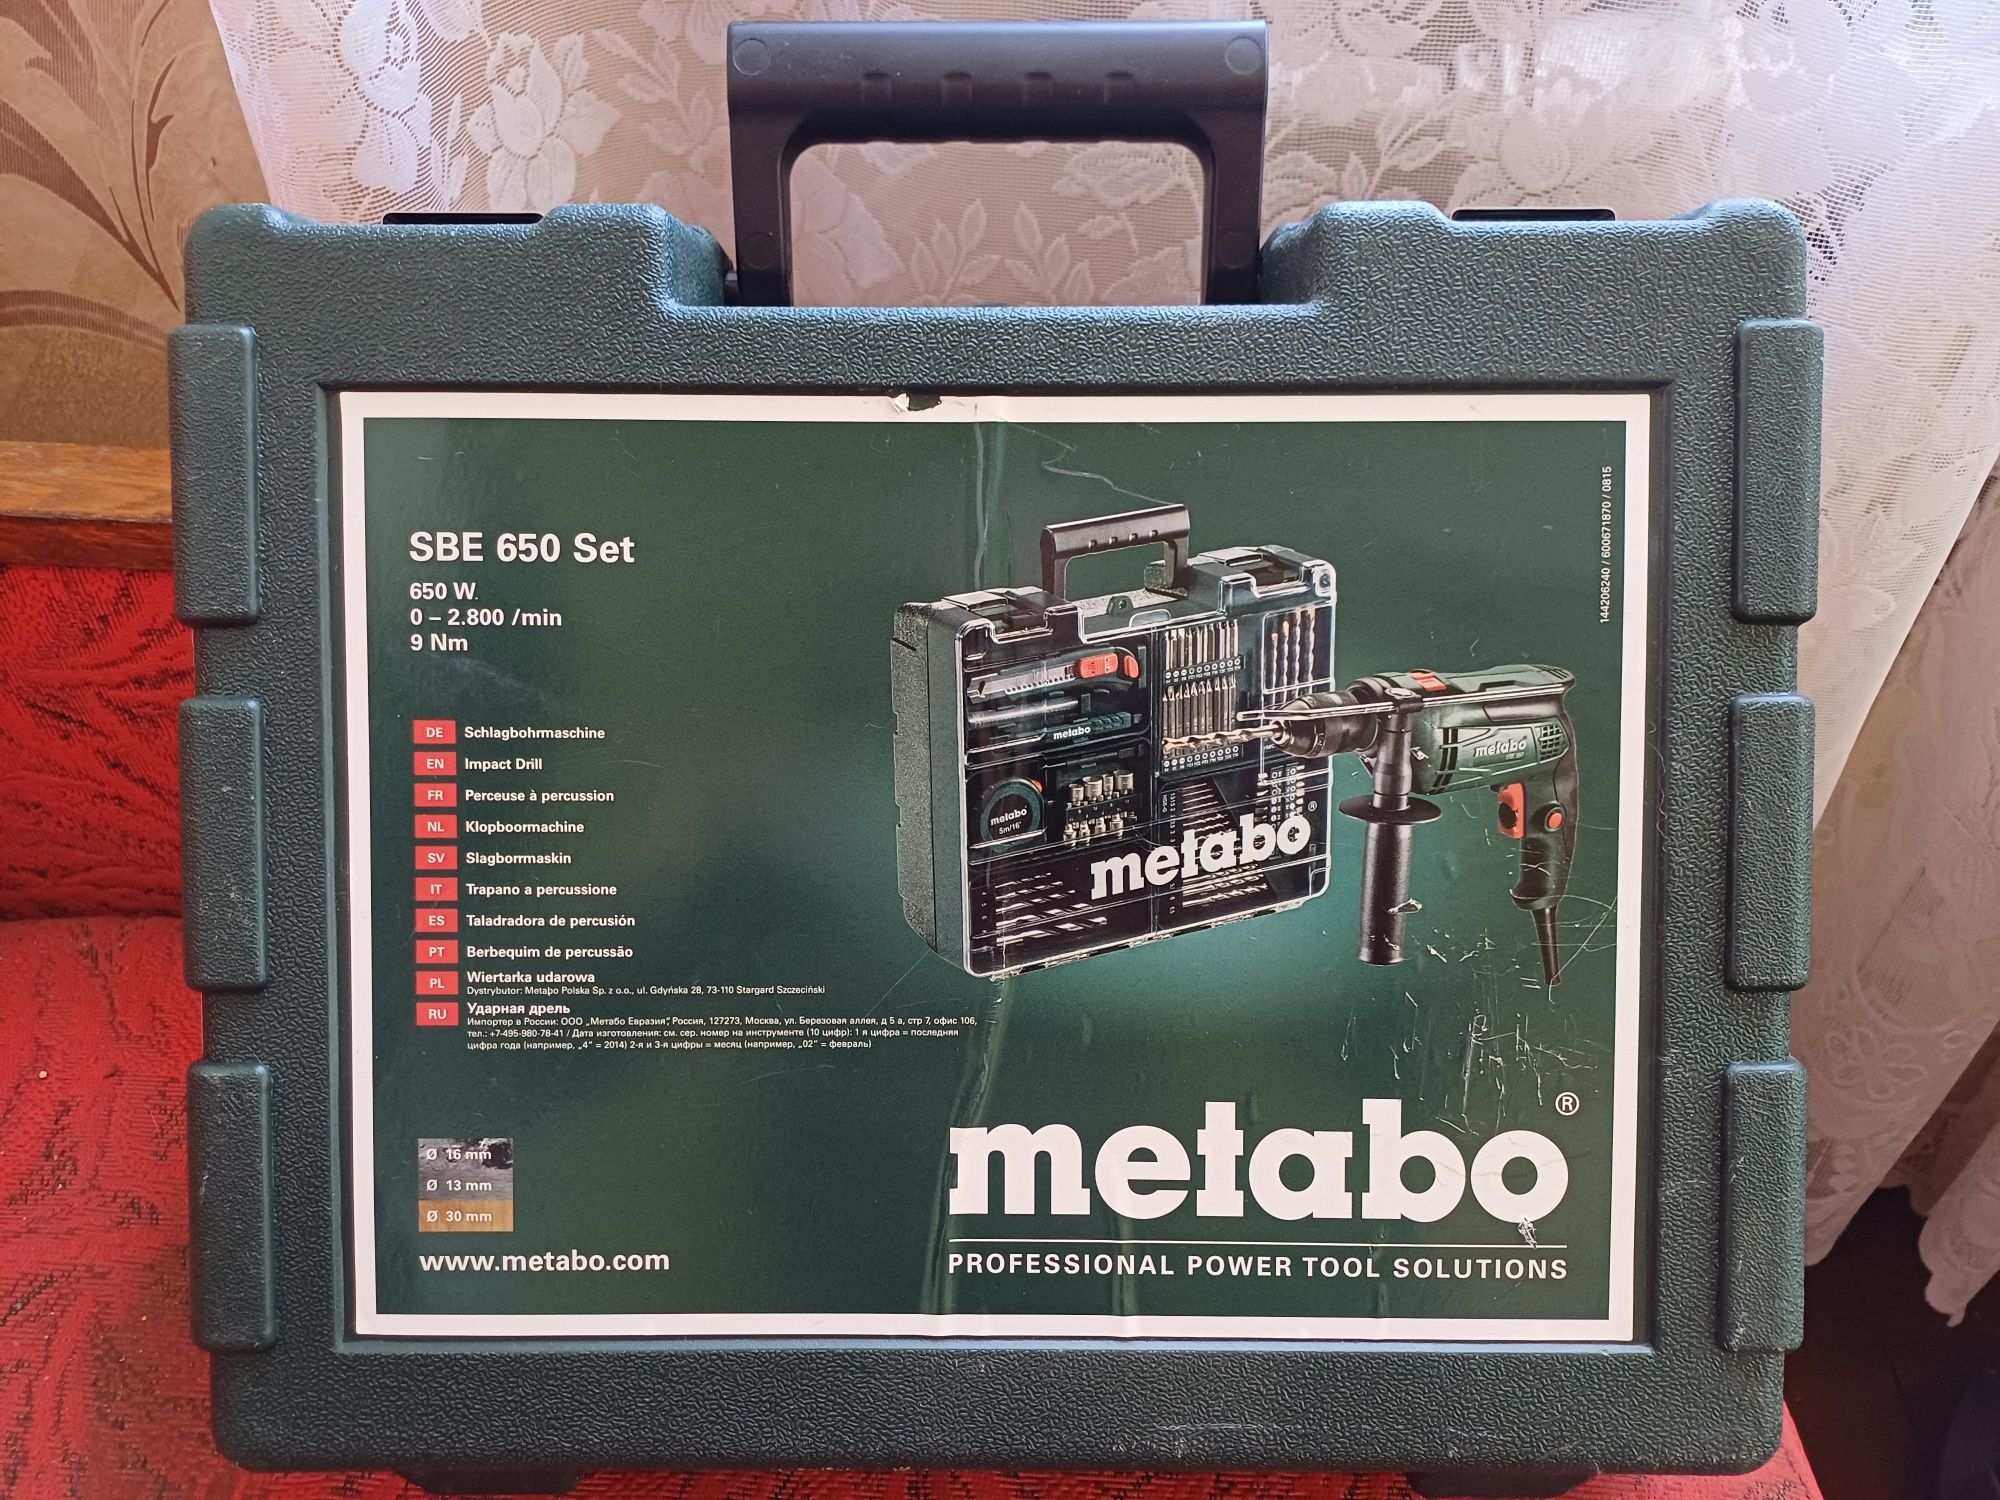 SBE 650 Set
650 W.
0 – 2.800 /min
9 Nm
144206240 / 600671870 / 0815
DE Schlagbohrmaschine
EN Impact Drill
FR Perceuse à percussion
NL Klopboormachine
SV Slagborrmaskin
IT Trapano a percussione
ES Taladradora de percusión
PT Berbequim de percussão
PL Wiertarka udarowa
Dystrybutor: Metabo Polska Sp. z o.o., ul. Gdyńska 28, 73-110 Stargard Szczeciński
RU Ударная дрель
Импортер в России: ООО „Метабо Евразия", Россия, 127273, Москва, ул. Березовая аллея, д 5 а, стр 7, офис 106,
тел.: +7-495-980-78-41 / Дата изготовления: см. сер. номер на инструменте (10 цифр): 1 я цифра = последняя
цифра года (например, „4" = 2014) 2-я и 3-я цифры = месяц (например, „02" = февраль)
metabo
metabo
5m/16'
metabo®
metabo
Ø 16 mm
Ø 13 mm
Ø 30 mm
www.metabo.com
metabo®
PROFESSIONAL POWER TOOL SOLUTIONS